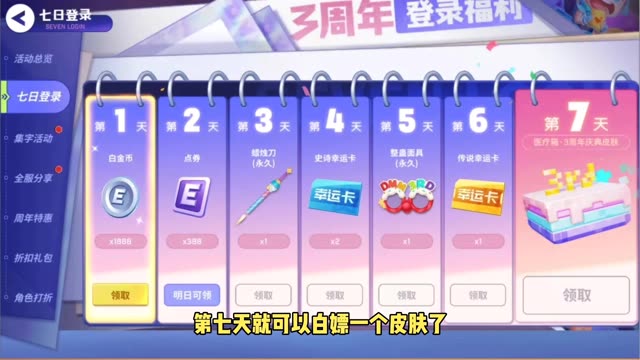 七日登录
SEVEN LOGIN
3周年登录福利
活动总览
七日登录
集字活动
全服分享
周年特惠
折扣礼包
角色打折
第1天
白金币
E
x1888
领取
第2天
点券
E
x388
明日可领
第3天
蜡烛刀
(永久)
x1
领取
第4天
史诗幸运卡
幸运卡
x2
领取
第5天
整蛊面具
(永久)
x1
领取
第6天
传说幸运卡
幸运卡
x1
领取
第7天
医疗箱·3周年庆典皮肤
领取
第七天就可以白嫖一个皮肤了